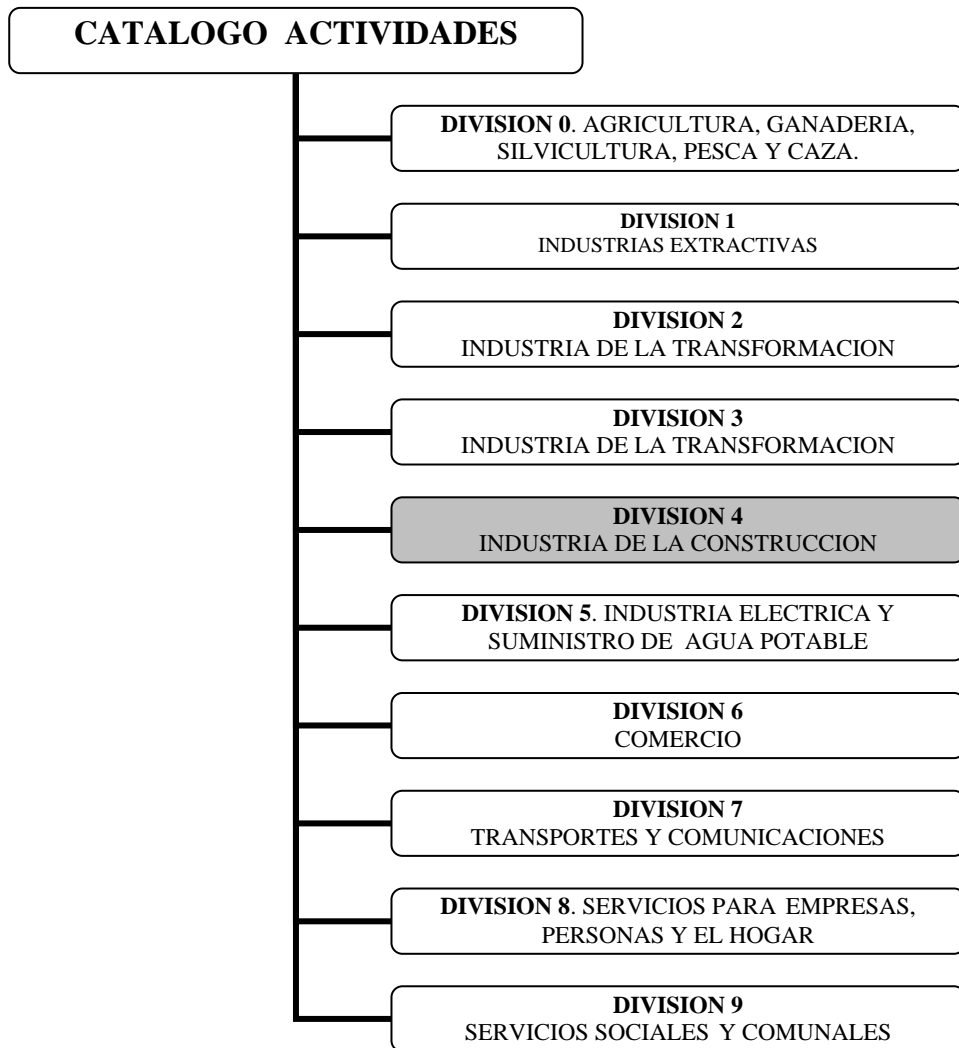 CATALOGO ACTIVIDADES
DIVISION 0. AGRICULTURA, GANADERIA,
SILVICULTURA, PESCA Y CAZA.
DIVISION 1
INDUSTRIAS EXTRACTIVAS
DIVISION 2
INDUSTRIA DE LA TRANSFORMACION
DIVISION 3
INDUSTRIA DE LA TRANSFORMACION
DIVISION 4
INDUSTRIA DE LA CONSTRUCCION
DIVISION 5. INDUSTRIA ELECTRICA Y
SUMINISTRO DE AGUA POTABLE
DIVISION 6
COMERCIO
DIVISION 7
TRANSPORTES Y COMUNICACIONES
DIVISION 8. SERVICIOS PARA EMPRESAS,
PERSONAS Y EL HOGAR
DIVISION 9
SERVICIOS SOCIALES Y COMUNALES